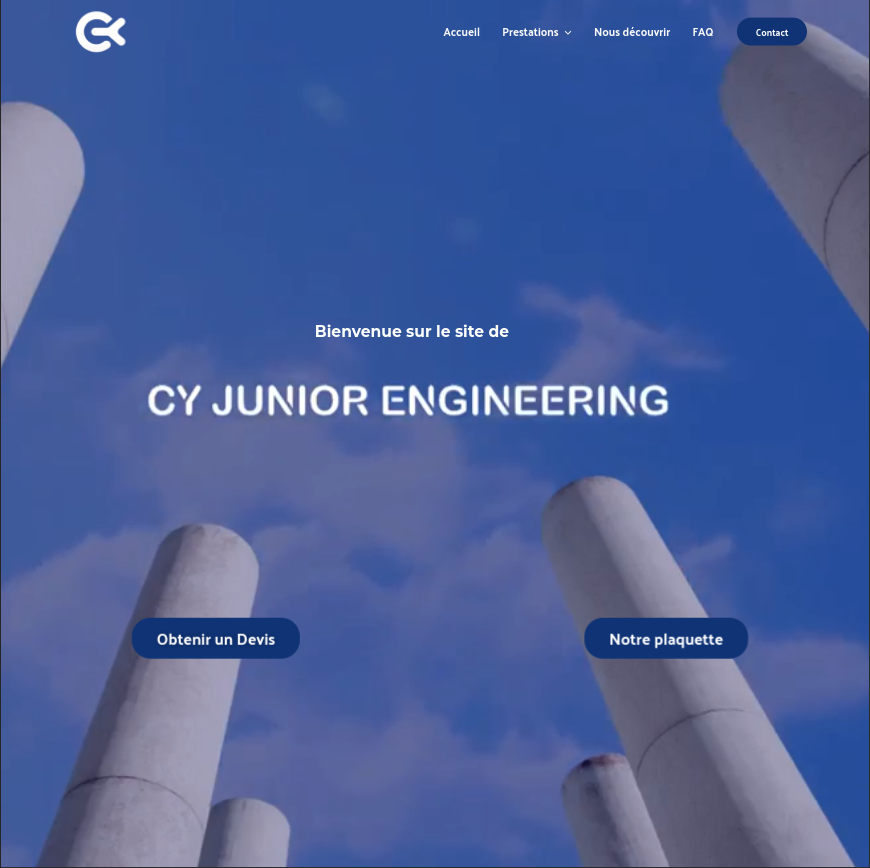 Accueil Prestations Nous découvrir FAQ Contact
Bienvenue sur le site de
CY JUNIOR ENGINEERING
Obtenir un Devis
Notre plaquette